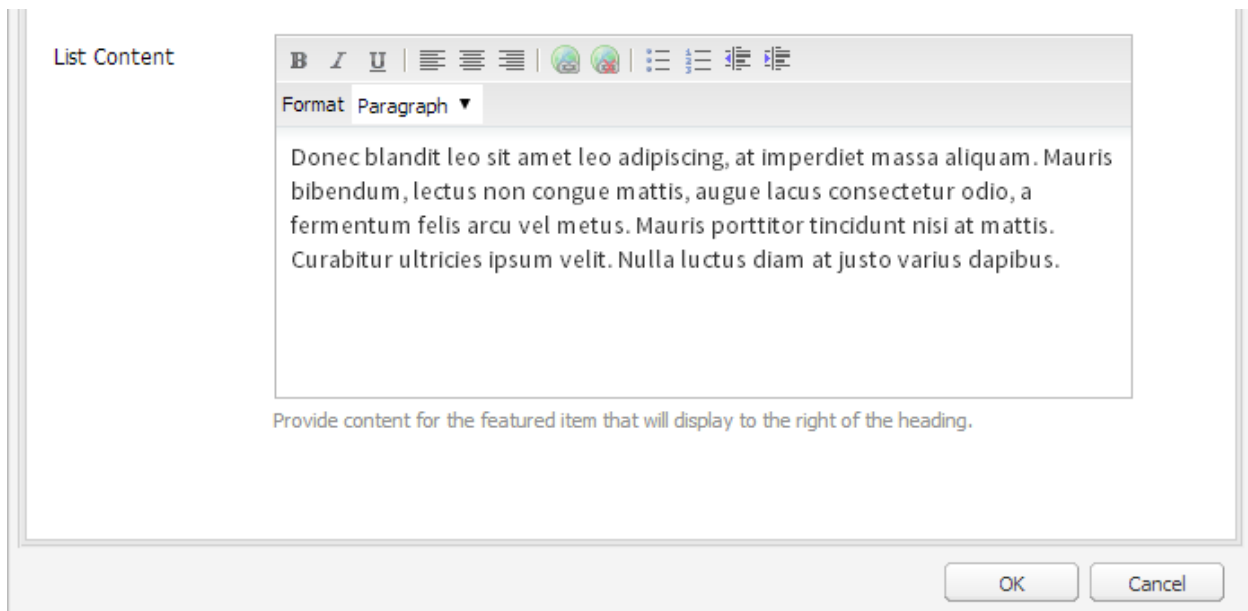 List Content
B I U
Format Paragraph ▼
Donec blandit leo sit amet leo adipiscing, at imperdiet massa aliquam. Mauris
bibendum, lectus non congue mattis, augue lacus consectetur odio, a
fermentum felis arcu vel metus. Mauris porttitor tincidunt nisi at mattis.
Curabitur ultricies ipsum velit. Nulla luctus diam at justo varius dapibus.
Provide content for the featured item that will display to the right of the heading.
OK Cancel